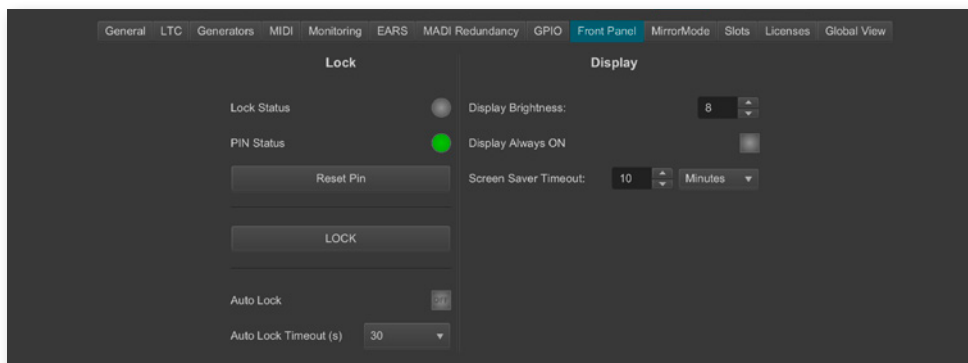 General LTC Generators MIDI Monitoring EARS MADI Redundancy GPIO Front Panel MirrorMode Slots Licenses Global View
Lock
Lock Status
PIN Status
Reset Pin
LOCK
Auto Lock OFF
Auto Lock Timeout (s) 30
Display
Display Brightness: 8
Display Always ON
Screen Saver Timeout: 10 Minutes